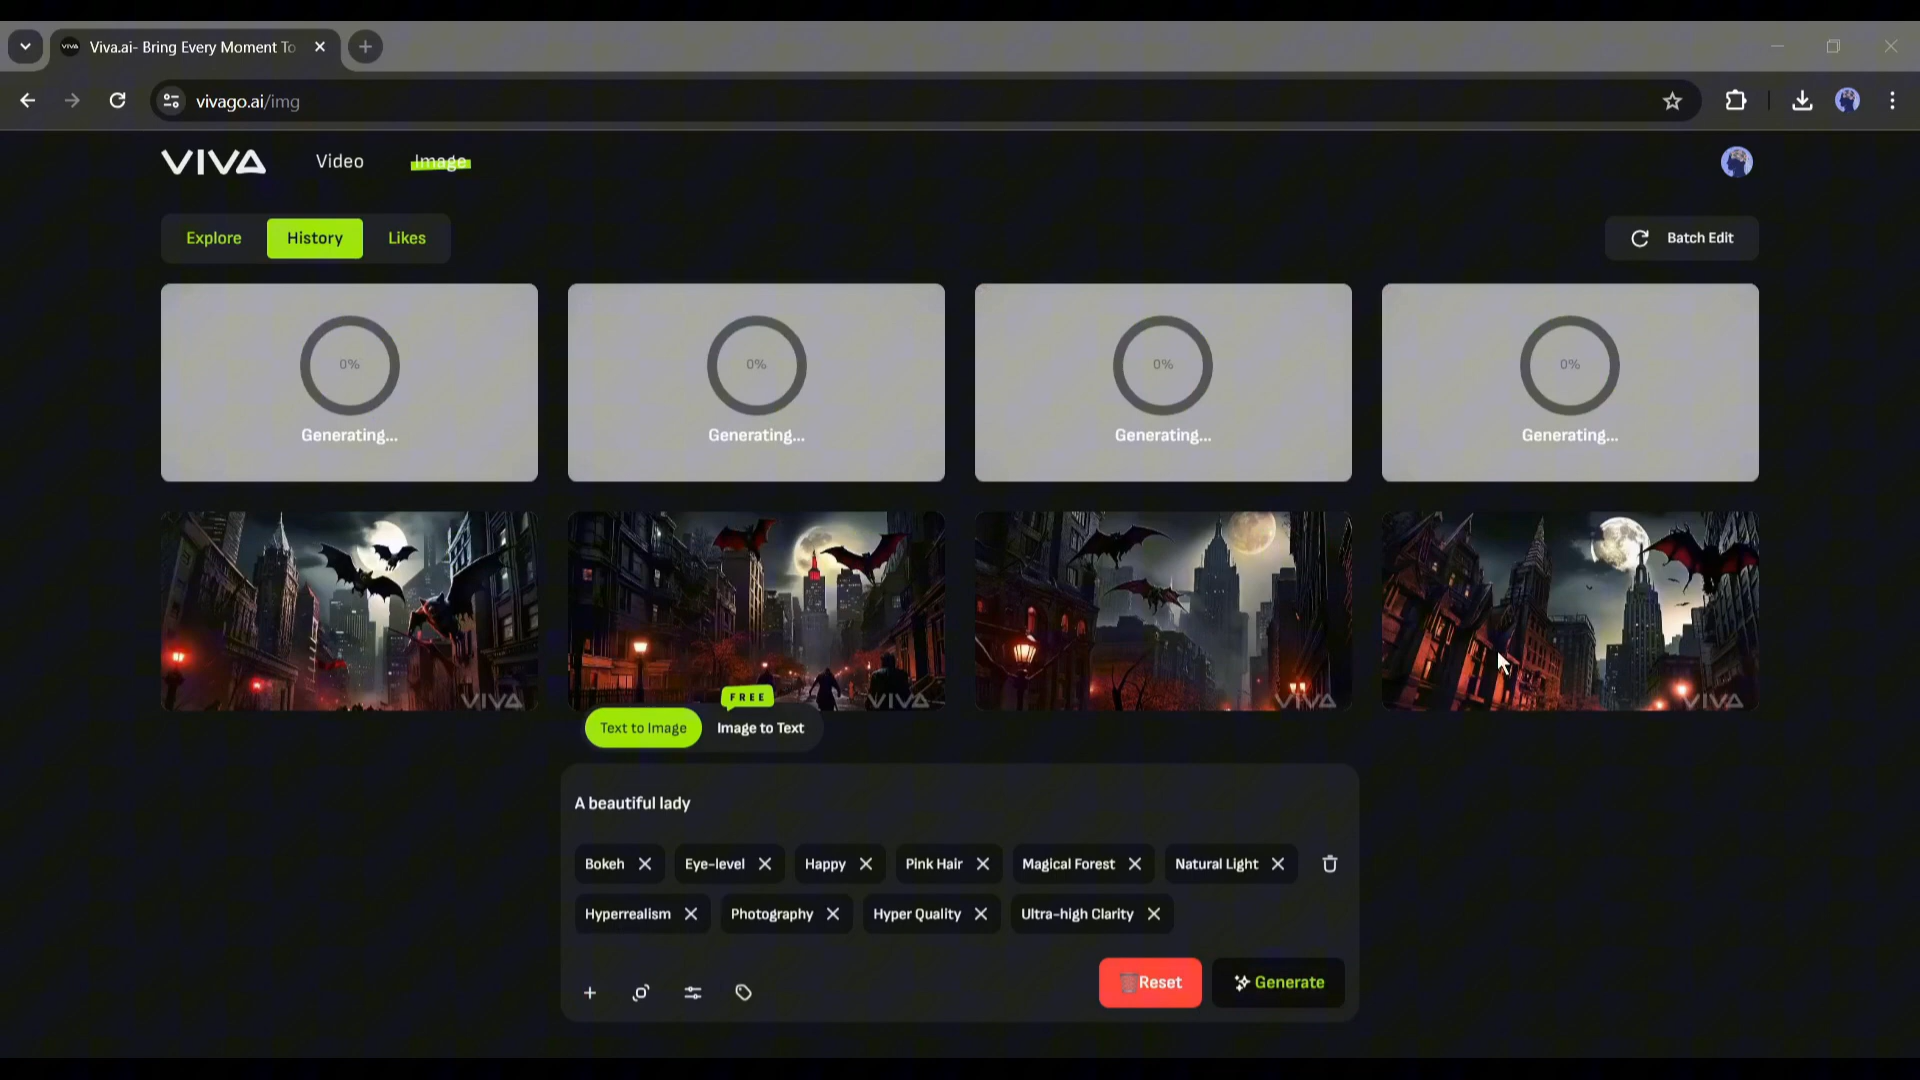 VIVA Viva.ai- Bring Every Moment To
vivago.ai/img
VIVA Video Image
Explore History Likes Batch Edit
0% 0% 0% 0%
Generating... Generating... Generating... Generating...
VIVA VIVA VIVA VIVA
FREE
Text to Image Image to Text
A beautiful lady
Bokeh Eye-level Happy Pink Hair Magical Forest Natural Light
Hyperrealism Photography Hyper Quality Ultra-high Clarity
Reset Generate